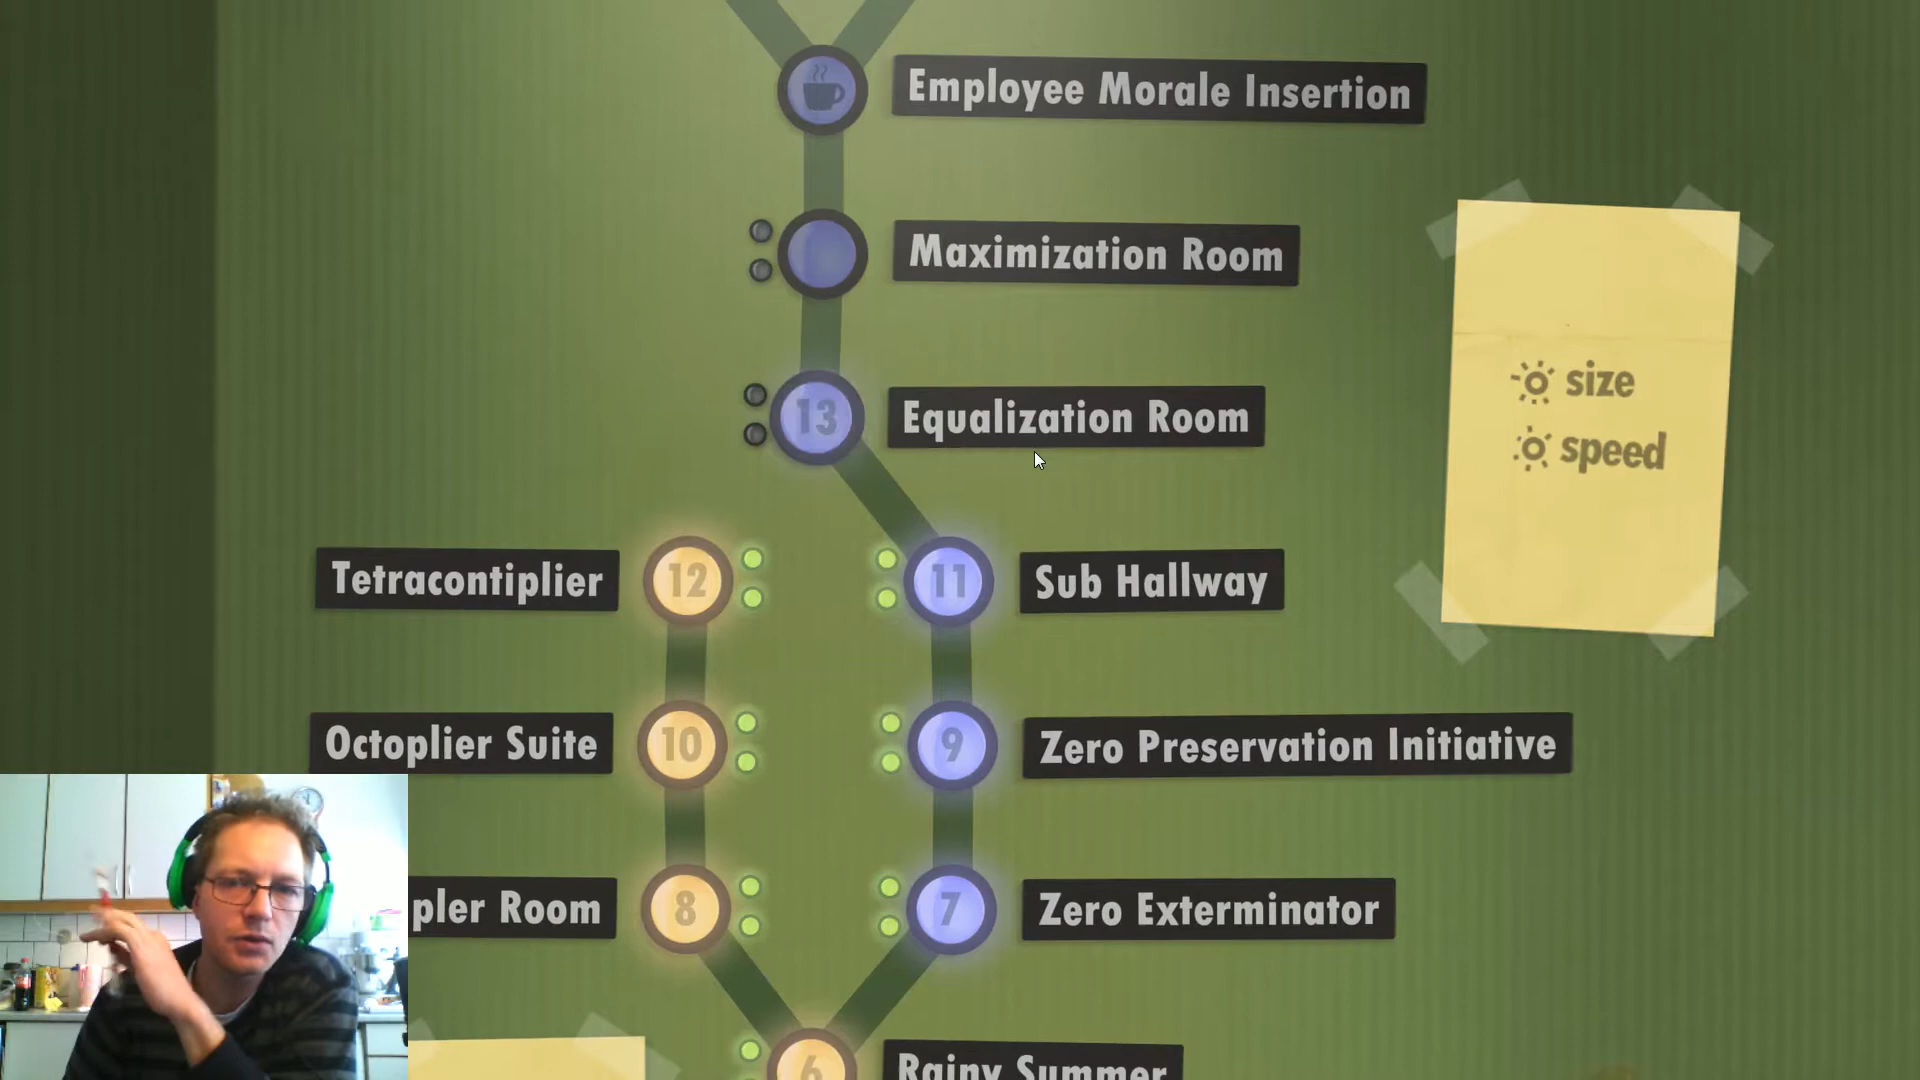 Employee Morale Insertion
Maximization Room
13 Equalization Room
size
speed
Tetracontiplier 12
11 Sub Hallway
Octoplier Suite 10
9 Zero Preservation Initiative
pler Room 8
7 Zero Exterminator
6 Rainy Summer